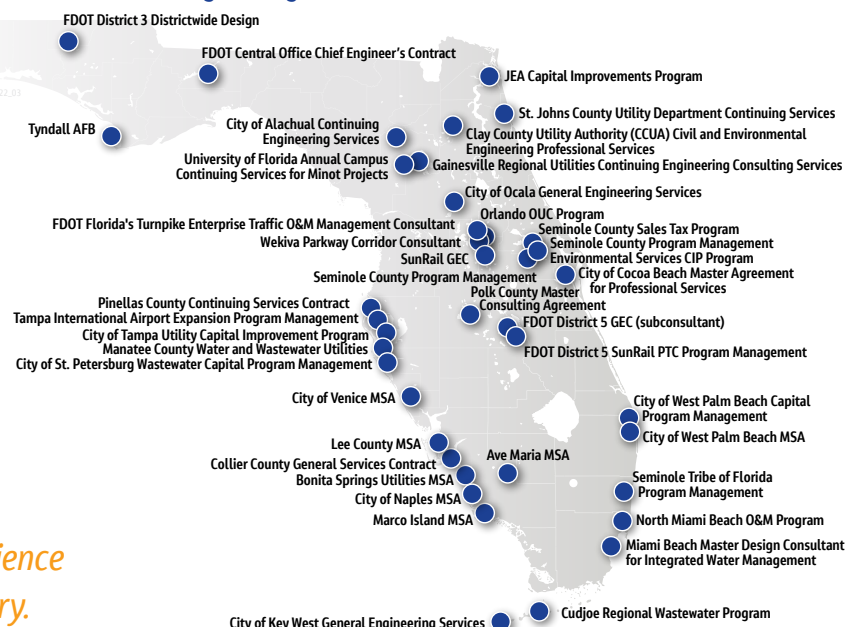 FDOT District 3 Districtwide Design
FDOT Central Office Chief Engineer's Contract
JEA Capital Improvements Program
St. Johns County Utility Department Continuing Services
Tyndall AFB
City of Alachual Continuing
Engineering Services
Clay County Utility Authority (CCUA) Civil and Environmental
Engineering Professional Services
University of Florida Annual Campus
Continuing Services for Minot Projects
Gainesville Regional Utilities Continuing Engineering Consulting Services
City of Ocala General Engineering Services
Orlando OUC Program
FDOT Florida's Turnpike Enterprise Traffic O&M Management Consultant
Seminole County Sales Tax Program
Wekiva Parkway Corridor Consultant
Seminole County Program Management
SunRail GEC
Environmental Services CIP Program
Seminole County Program Management
City of Cocoa Beach Master Agreement
for Professional Services
Polk County Master
Consulting Agreement
Pinellas County Continuing Services Contract
Tampa International Airport Expansion Program Management
FDOT District 5 GEC (subconsultant)
City of Tampa Utility Capital Improvement Program
Manatee County Water and Wastewater Utilities
FDOT District 5 SunRail PTC Program Management
City of St. Petersburg Wastewater Capital Program Management
City of Venice MSA
City of West Palm Beach Capital
Program Management
City of West Palm Beach MSA
Lee County MSA
Ave Maria MSA
Collier County General Services Contract
Bonita Springs Utilities MSA
Seminole Tribe of Florida
Program Management
City of Naples MSA
Marco Island MSA
North Miami Beach O&M Program
Miami Beach Master Design Consultant
for Integrated Water Management
ience
ry.
Cudjoe Regional Wastewater Program
City of Key West General Engineering Services